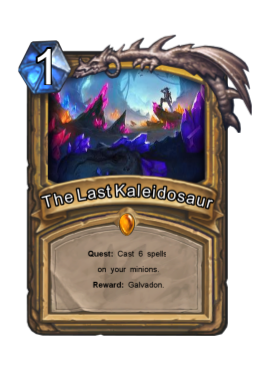 1
The Last Kaleidosaur
Quest: Cast 6 spells
on your minions.
Reward: Galvadon.